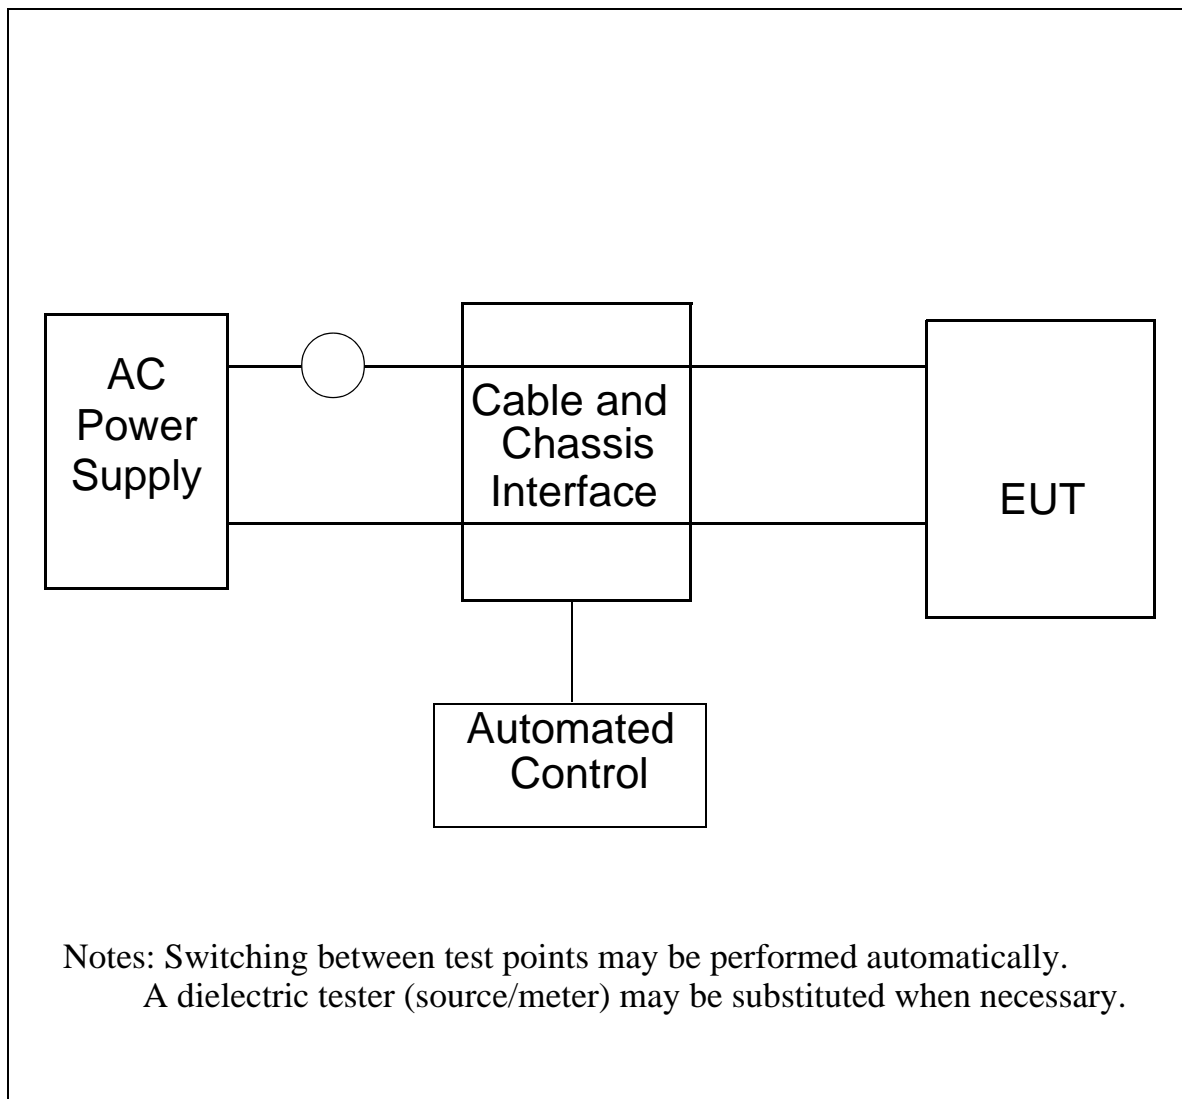 AC
Power
Supply
Cable and
Chassis
Interface
EUT
Automated
Control
Notes: Switching between test points may be performed automatically.
A dielectric tester (source/meter) may be substituted when necessary.